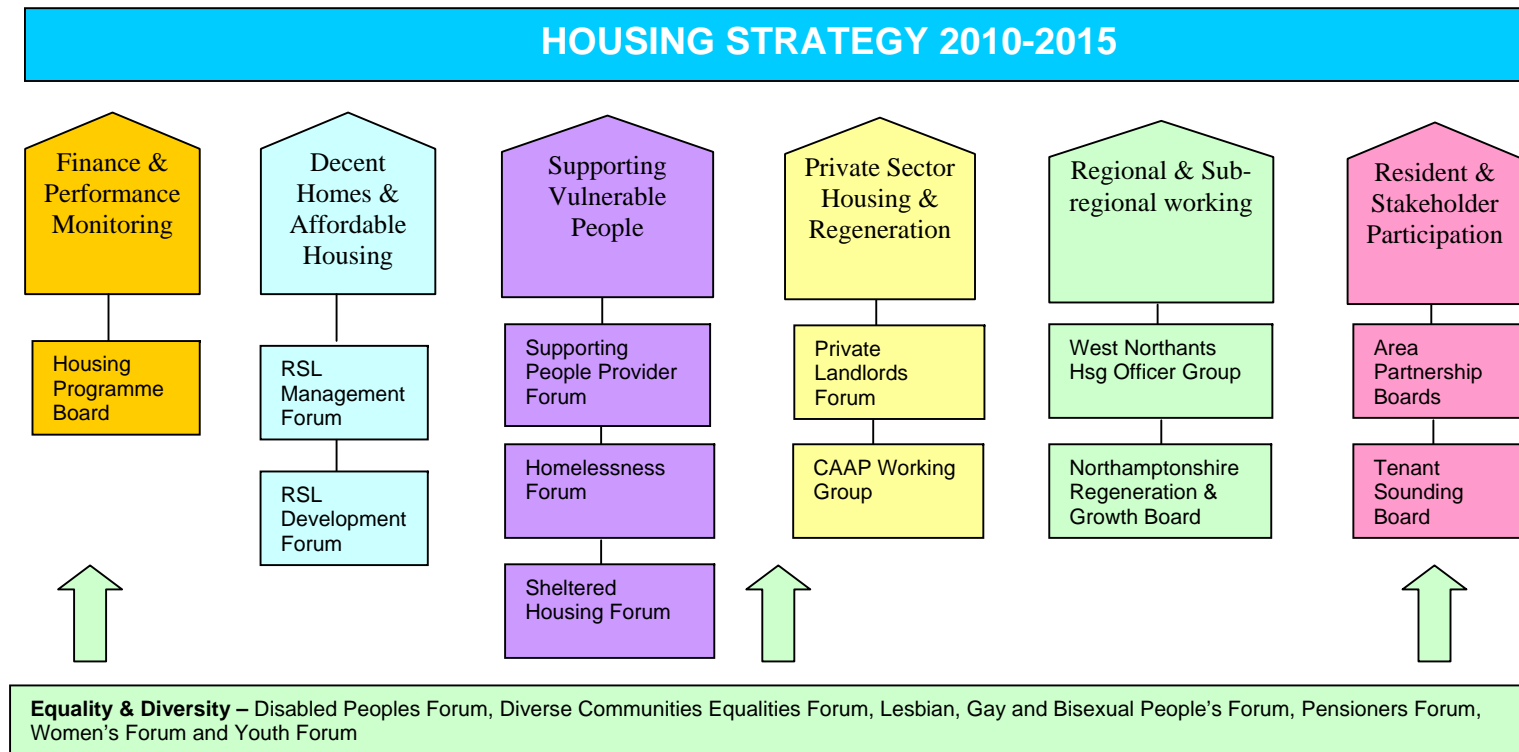 HOUSING STRATEGY 2010-2015
Finance &
Performance
Monitoring
Housing
Programme
Board
Decent
Homes &
Affordable
Housing
RSL
Management
Forum
RSL
Development
Forum
Supporting
Vulnerable
People
Supporting
People Provider
Forum
Homelessness
Forum
Sheltered
Housing Forum
Private Sector
Housing &
Regeneration
Private
Landlords
Forum
CAAP Working
Group
Regional & Sub-
regional working
West Northants
Hsg Officer Group
Northamptonshire
Regeneration &
Growth Board
Resident &
Stakeholder
Participation
Area
Partnership
Boards
Tenant
Sounding
Board
Equality & Diversity – Disabled Peoples Forum, Diverse Communities Equalities Forum, Lesbian, Gay and Bisexual People’s Forum, Pensioners Forum,
Women’s Forum and Youth Forum